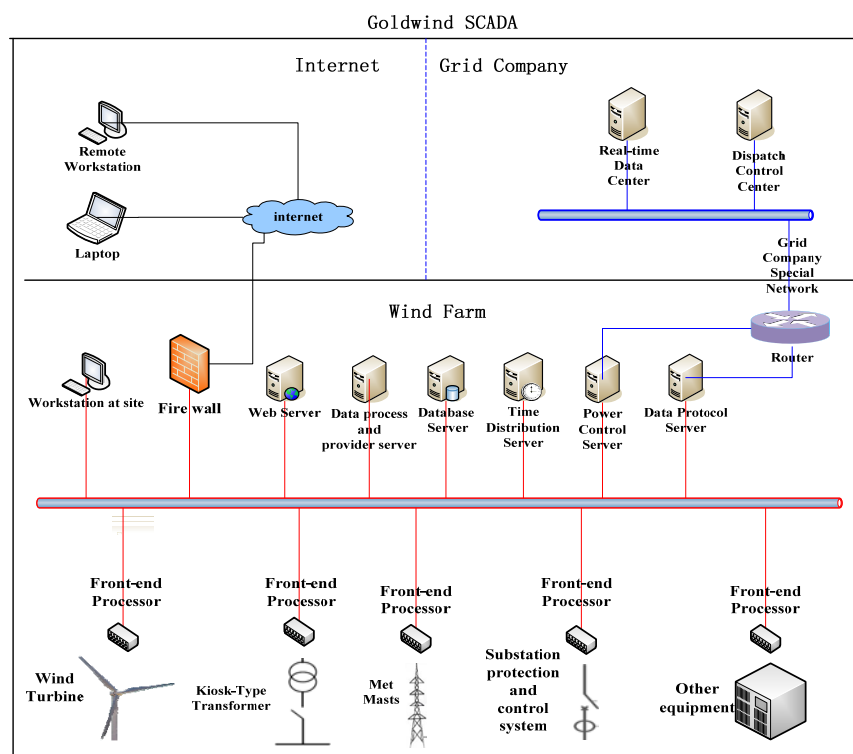 Goldwind SCADA
Internet
Grid Company
Remote
Workstation
Laptop
internet
Real-time
Data
Center
Dispatch
Control
Center
Grid
Company
Special
Network
Wind Farm
Router
Workstation at site
Fire wall
Web Server
Data process
and
provider server
Database
Server
Time
Distribution
Server
Power
Control
Server
Data Protocol
Server
Front-end
Processor
Front-end
Processor
Front-end
Processor
Front-end
Processor
Front-end
Processor
Wind
Turbine
Kiosk-Type
Transformer
Met
Masts
Substation
protection
and
control
system
Other
equipment